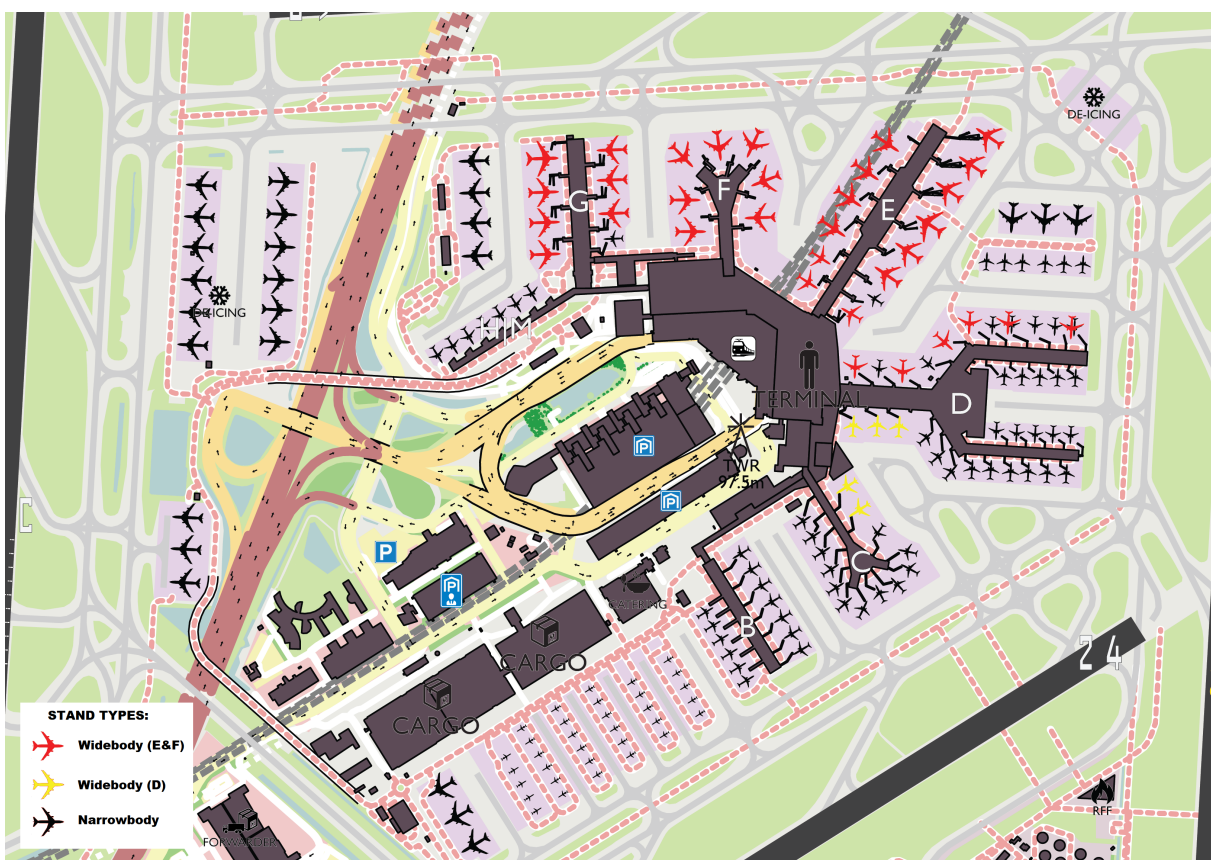 DE-ICING
G
F
E
DE-ICING
H/M
TERMINAL
D
P
TWR
97.5m
P
C
P
C
P
CATERING
B
CARGO
24
CARGO
STAND TYPES:
Widebody (E&F)
Widebody (D)
Narrowbody
RFF
FORWARDER